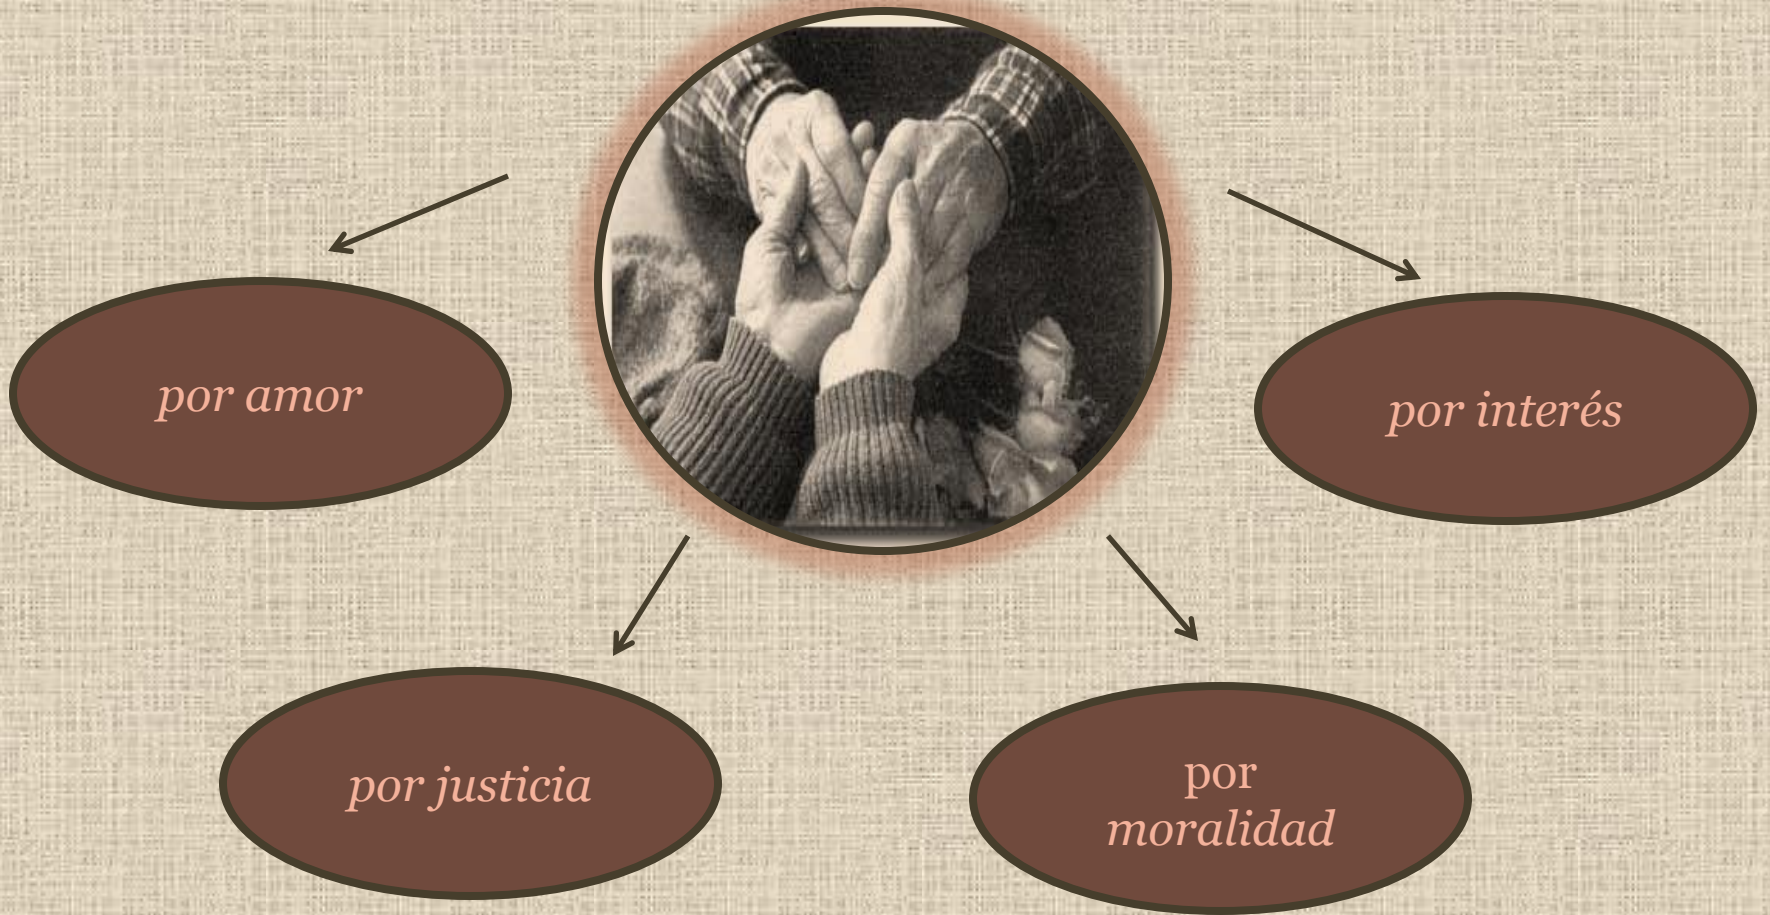 por amor
por interés
por justicia
por
moralidad